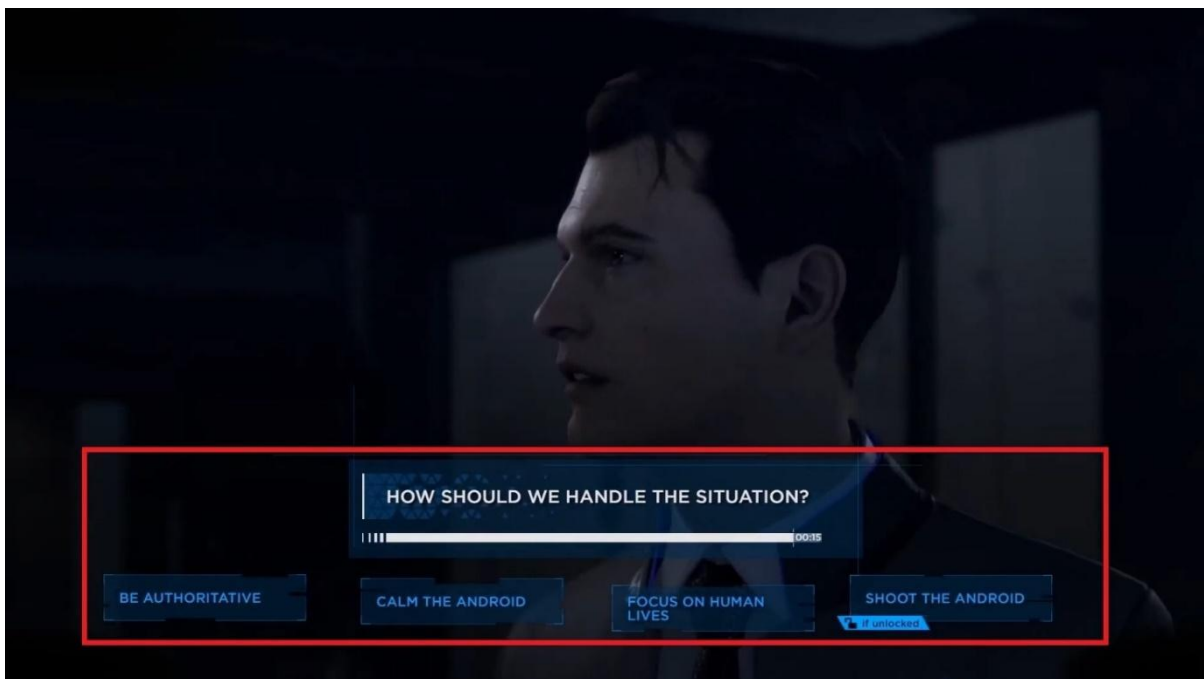 HOW SHOULD WE HANDLE THE SITUATION?
00:15
BE AUTHORITATIVE
CALM THE ANDROID
FOCUS ON HUMAN
LIVES
SHOOT THE ANDROID
if unlocked